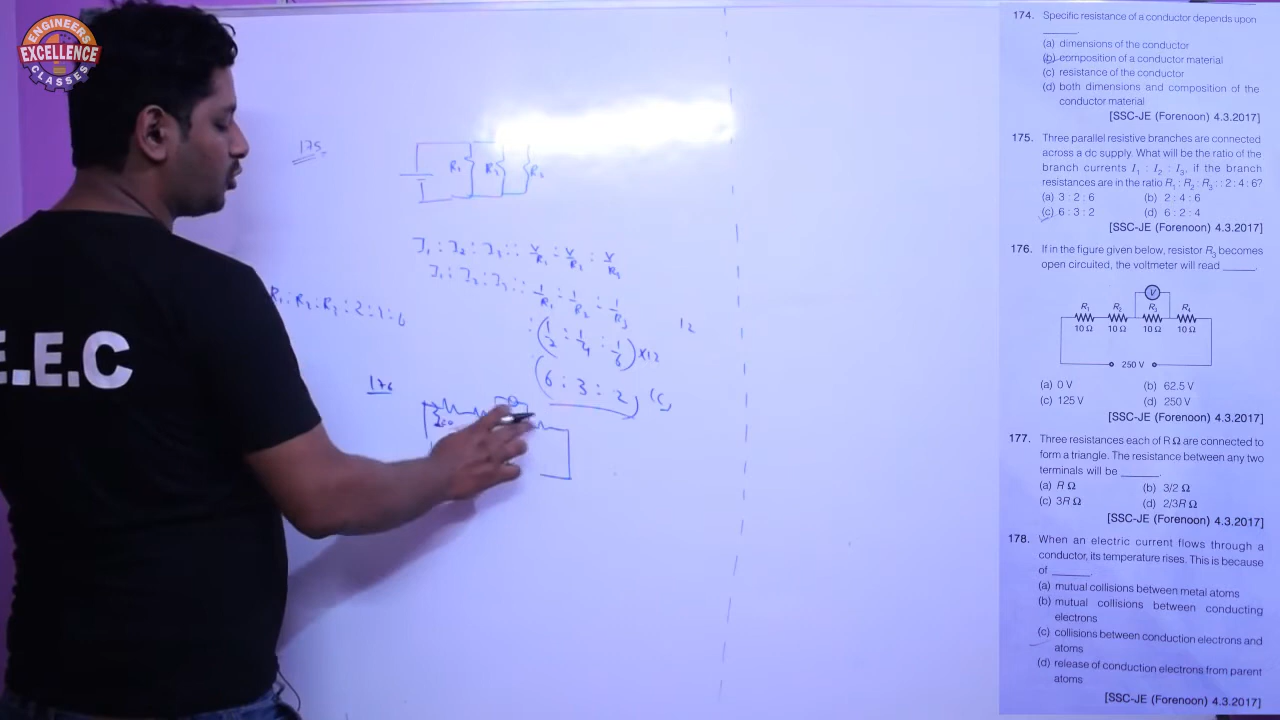 ENGINEERS
EXCELLENCE
CLASSES
E.E.C
175.
R₁ R₂ R₃
I₁ : I₂ : I₃ :: V/R₁ : V/R₂ : V/R₃
I₁ : I₂ : I₃ :: 1/R₁ : 1/R₂ : 1/R₃
R₁ : R₂ : R₃ :
12
: (1/2 : 1/4 : 1/6) x12
(6 : 3 : 2) (c)
176
174. Specific resistance of a conductor depends upon
______
(a) dimensions of the conductor
(b) composition of a conductor material
(c) resistance of the conductor
(d) both dimensions and composition of the
conductor material
[SSC-JE (Forenoon) 4.3.2017]
175. Three parallel resistive branches are connected
across a dc supply. What will be the ratio of the
branch currents I₁ : I₂ : I₃, if the branch
resistances are in the ratio R₁ : R₂ : R₃ : : 2 : 4 : 6?
(a) 3 : 2 : 6 (b) 2 : 4 : 6
(c) 6 : 3 : 2 (d) 6 : 2 : 4
[SSC-JE (Forenoon) 4.3.2017]
176. If in the figure given below, resistor R₃ becomes
open circuited, the voltmeter will read ______.
V
R₁ R₂ R₃ R₄
10 Ω 10 Ω 10 Ω 10 Ω
250 V
(a) 0 V (b) 62.5 V
(c) 125 V (d) 250 V
[SSC-JE (Forenoon) 4.3.2017]
177. Three resistances each of R Ω are connected to
form a triangle. The resistance between any two
terminals will be ______.
(a) R Ω (b) 3/2 Ω
(c) 3R Ω (d) 2/3R Ω
[SSC-JE (Forenoon) 4.3.2017]
178. When an electric current flows through a
conductor, its temperature rises. This is because
of ______.
(a) mutual collisions between metal atoms
(b) mutual collisions between conducting
electrons
(c) collisions between conduction electrons and
atoms
(d) release of conduction electrons from parent
atoms
[SSC-JE (Forenoon) 4.3.2017]